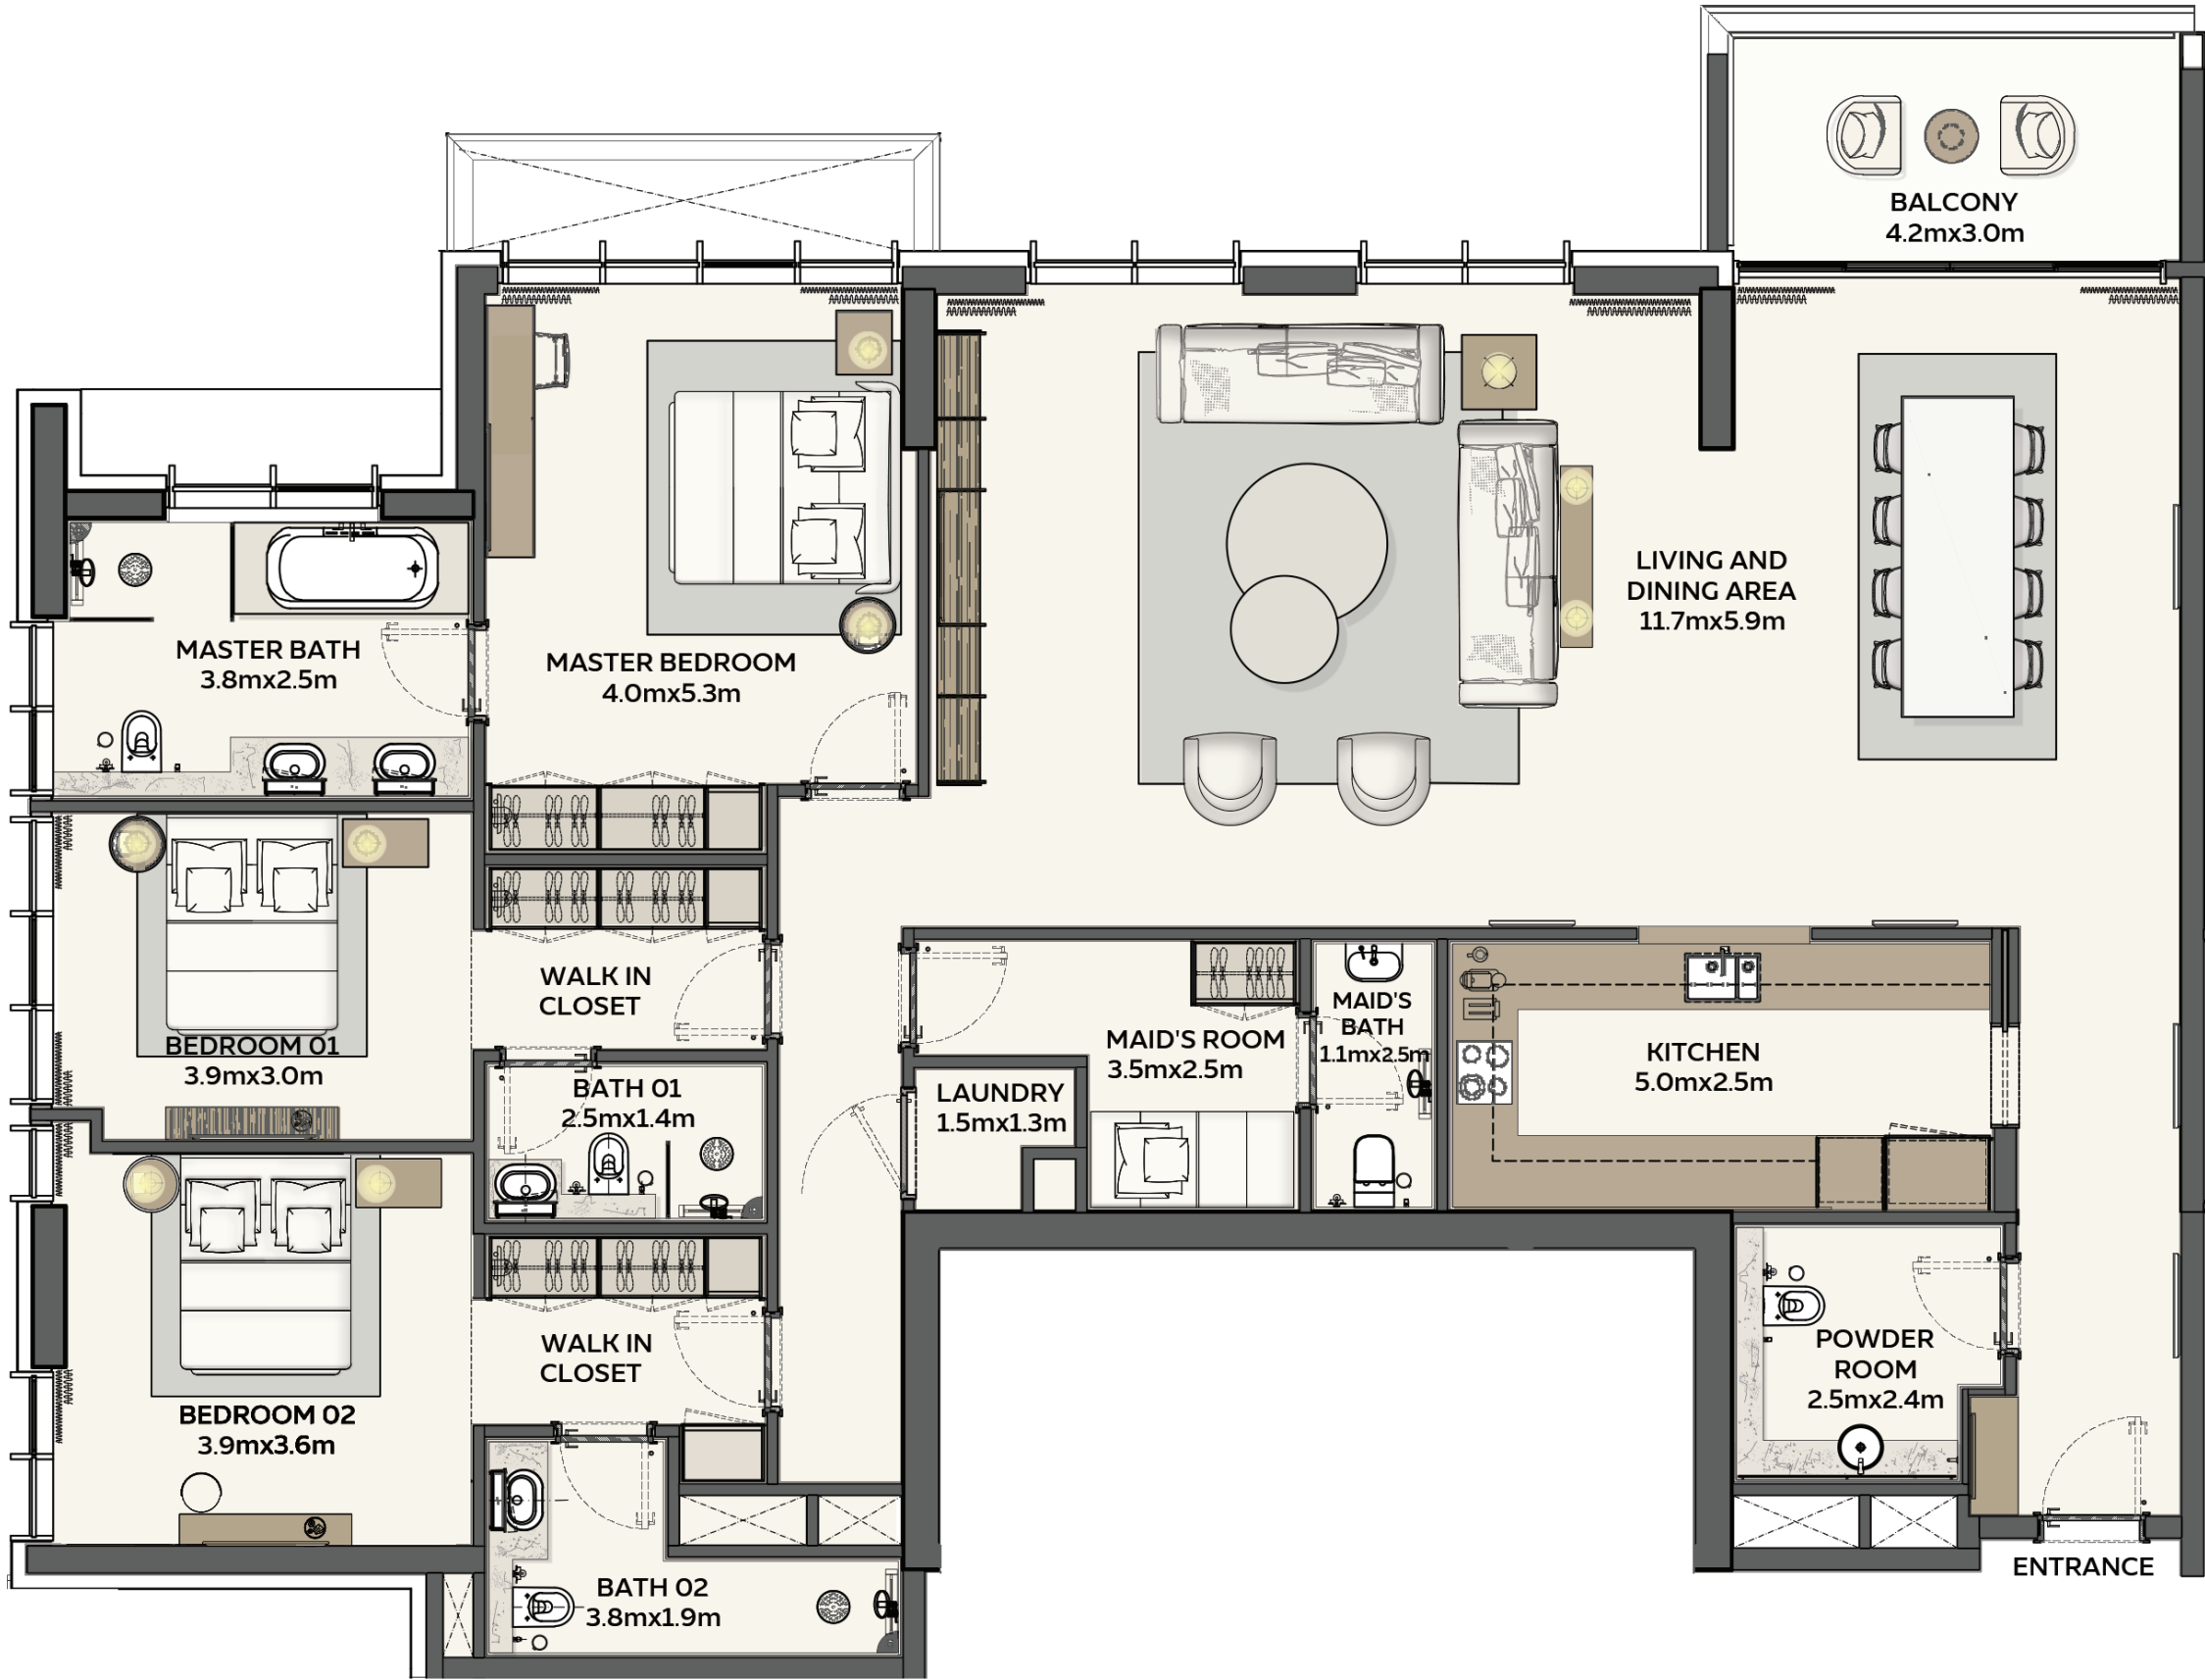 BALCONY
4.2mx3.0m
LIVING AND
DINING AREA
11.7mx5.9m
MASTER BATH
3.8mx2.5m
MASTER BEDROOM
4.0mx5.3m
WALK IN
CLOSET
MAID'S
BATH
1.1mx2.5m
MAID'S ROOM
3.5mx2.5m
KITCHEN
5.0mx2.5m
BEDROOM 01
3.9mx3.0m
BATH 01
2.5mx1.4m
LAUNDRY
1.5mx1.3m
WALK IN
CLOSET
POWDER
ROOM
2.5mx2.4m
BEDROOM 02
3.9mx3.6m
ENTRANCE
BATH 02
3.8mx1.9m